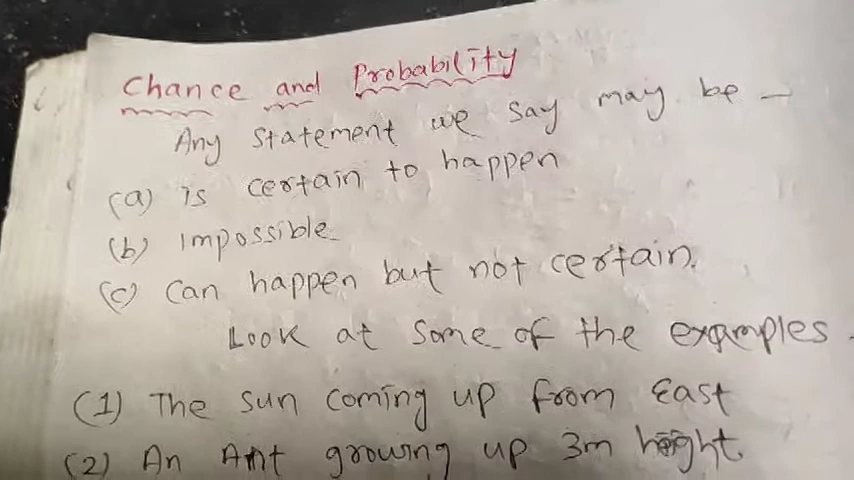 Chance and Probability
Any statement we say may be —
(a) is certain to happen
(b) Impossible
(c) Can happen but not certain.
Look at Some of the examples.
(1) The sun coming up from East
(2) An Ant growing up 3m height.